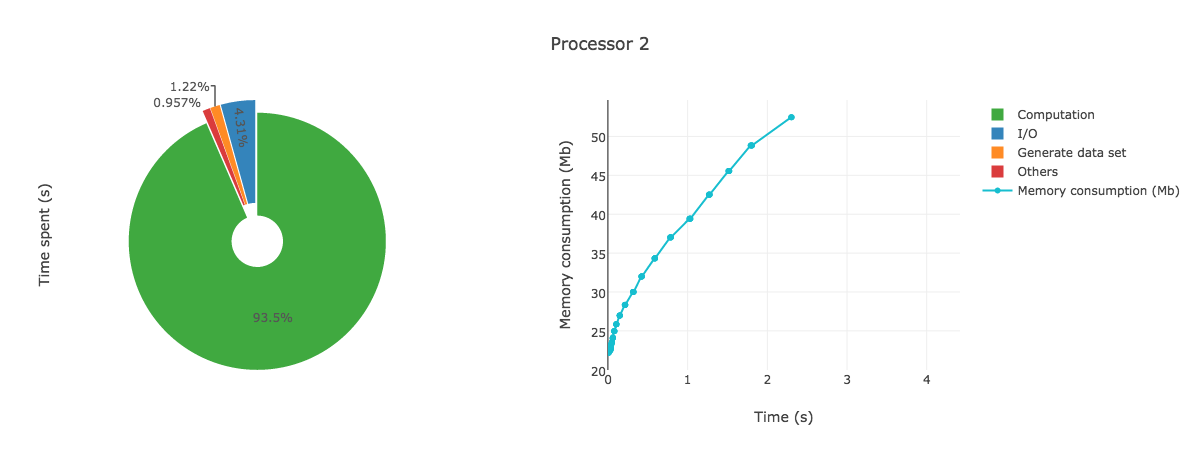 Processor 2
Time spent (s)
1.22%
0.957%
4.31%
93.5%
Memory consumption (Mb)
50
45
40
35
30
25
20
0 1 2 3 4
Time (s)
Computation
I/O
Generate data set
Others
Memory consumption (Mb)